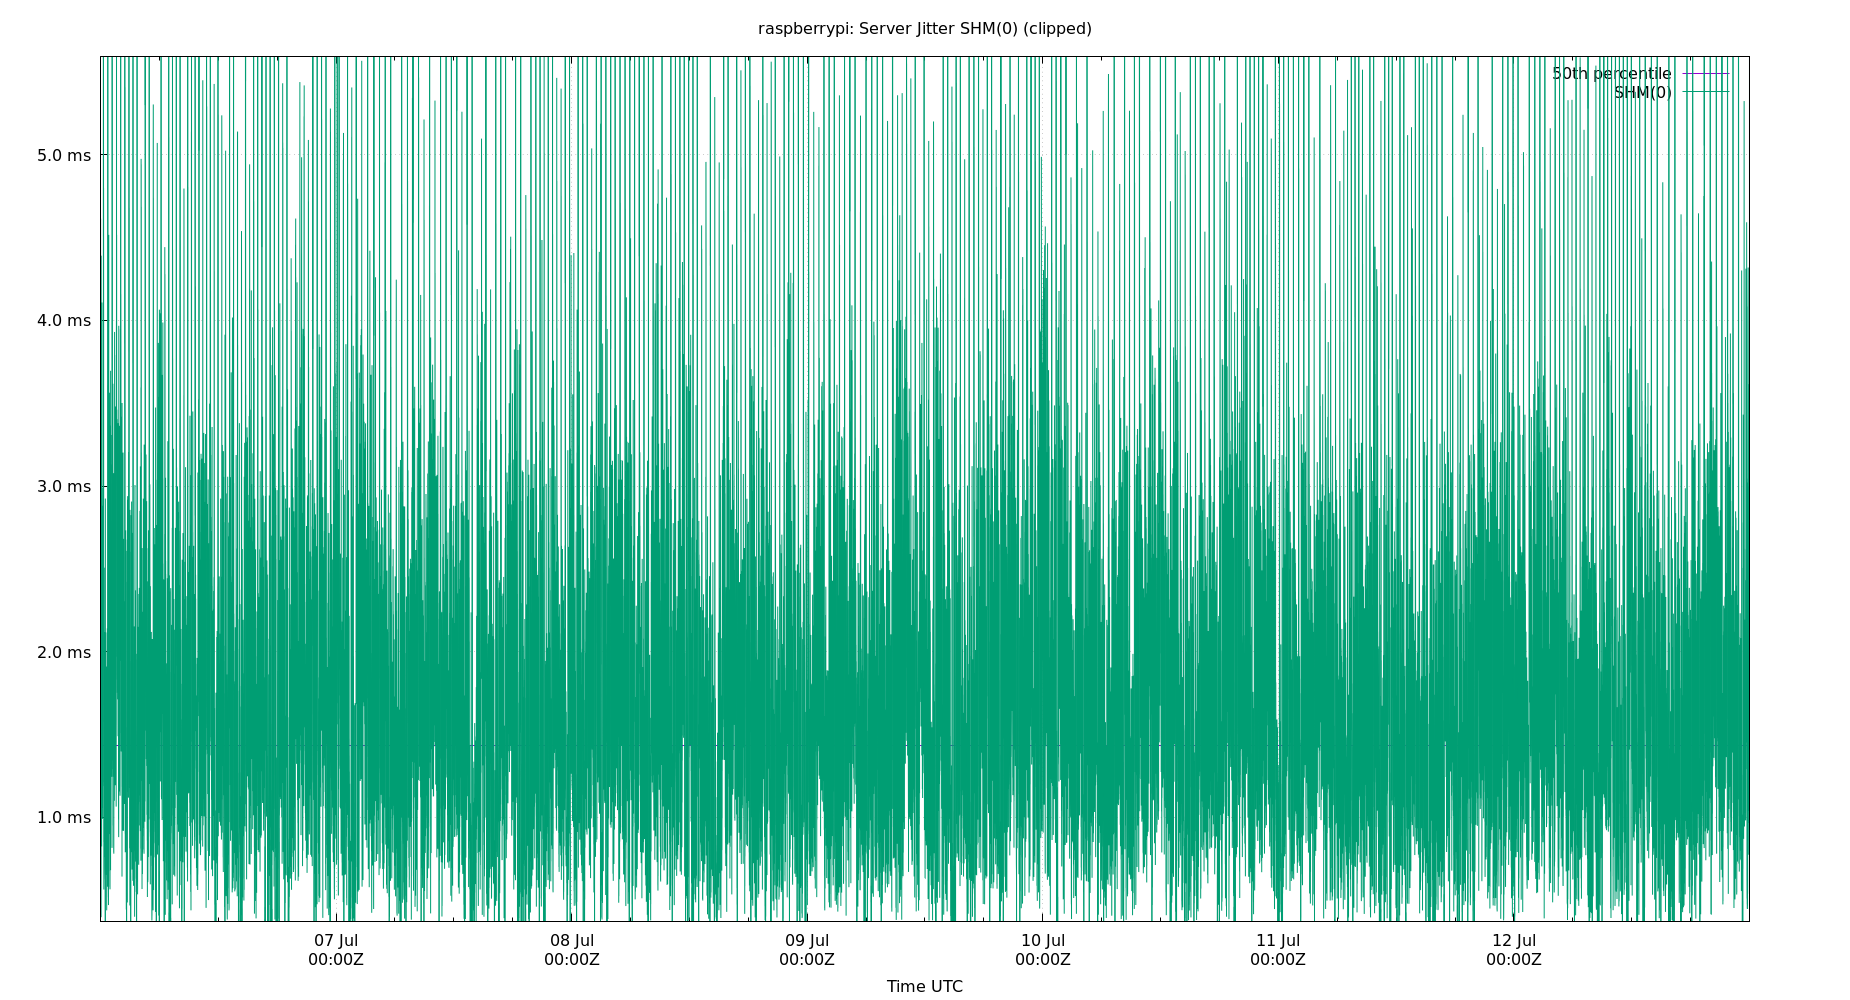 raspberrypi: Server Jitter SHM(0) (clipped)
50th percentile
SHM(0)
5.0 ms
4.0 ms
3.0 ms
2.0 ms
1.0 ms
07 Jul
00:00Z
08 Jul
00:00Z
09 Jul
00:00Z
10 Jul
00:00Z
11 Jul
00:00Z
12 Jul
00:00Z
Time UTC